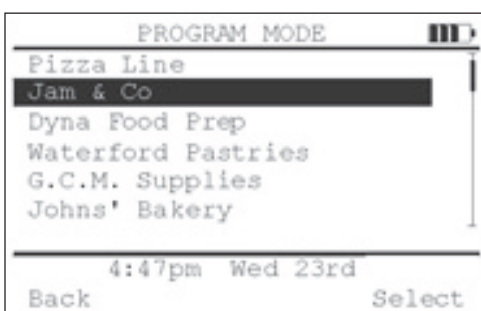 PROGRAM MODE
Pizza Line
Jam & Co
Dyna Food Prep
Waterford Pastries
G.C.M. Supplies
Johns' Bakery
4:47pm Wed 23rd
Back Select